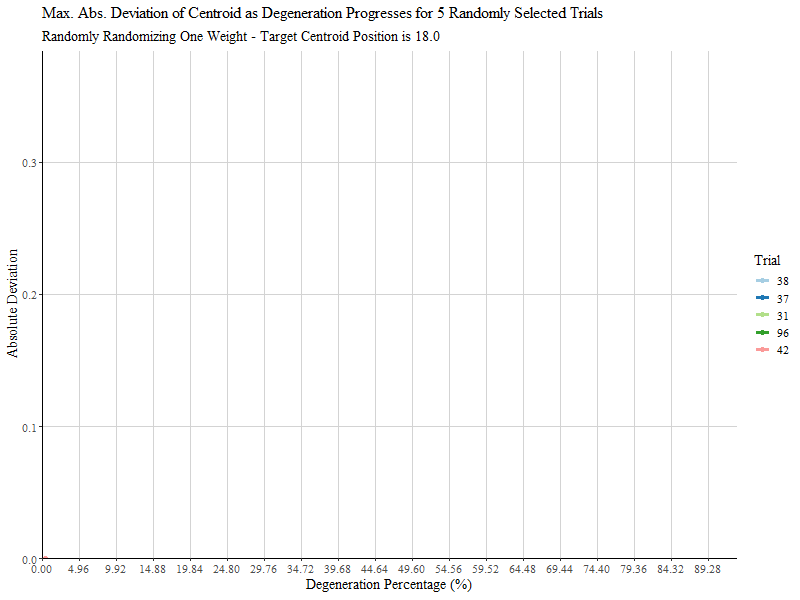 Max. Abs. Deviation of Centroid as Degeneration Progresses for 5 Randomly Selected Trials
Randomly Randomizing One Weight - Target Centroid Position is 18.0
Absolute Deviation
0.3
0.2
0.1
0.0
0.00 4.96 9.92 14.88 19.84 24.80 29.76 34.72 39.68 44.64 49.60 54.56 59.52 64.48 69.44 74.40 79.36 84.32 89.28
Degeneration Percentage (%)
Trial
38
37
31
96
42